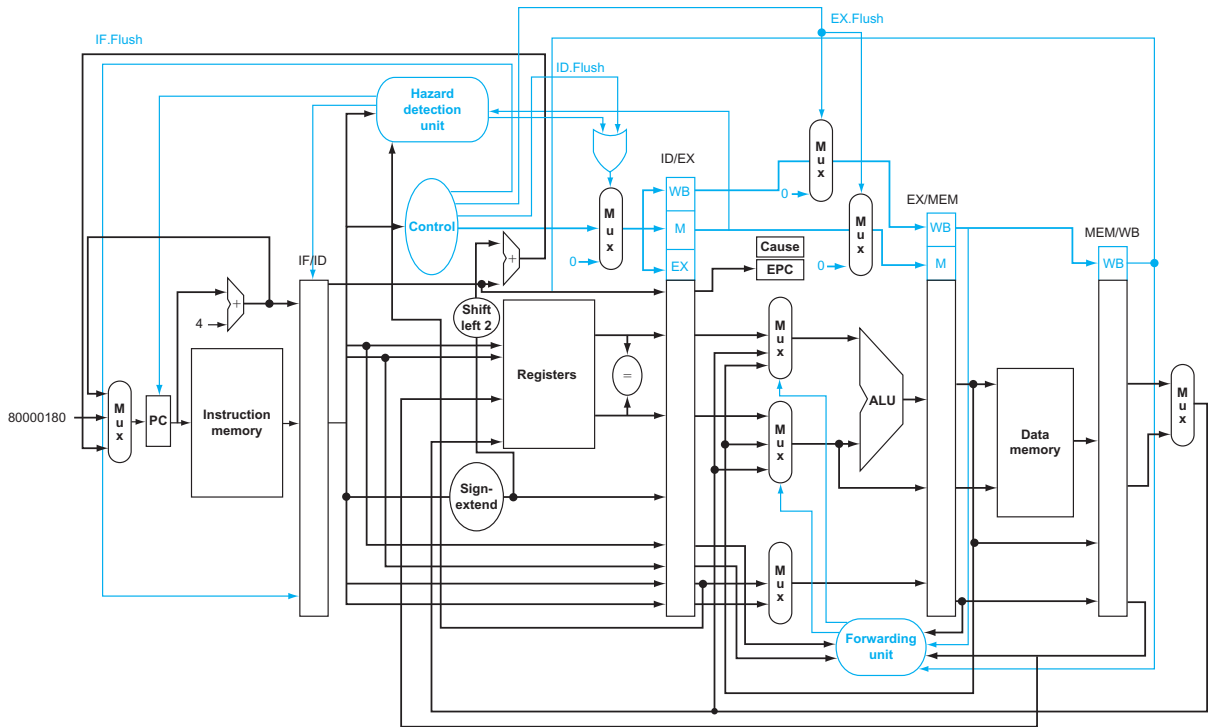 EX.Flush
IF.Flush
ID.Flush
Hazard
detection
unit
M
u
x
ID/EX
WB
Control
M
u
x
0
M
u
x
EX/MEM
M
WB
MEM/WB
Cause
WB
0
EX
EPC
0
M
IF/ID
+
+
4
Shift
left 2
M
u
x
Registers
=
M
u
x
ALU
M
u
x
80000180
M
u
x
PC
Instruction
memory
Data
memory
Sign-
extend
M
u
x
Forwarding
unit